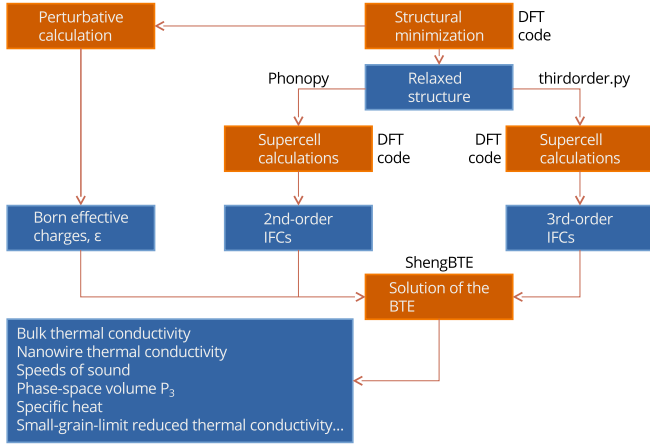 Perturbative
calculation
Structural
minimization
DFT
code
Phonopy
Relaxed
structure
thirdorder.py
Supercell
calculations
DFT
code
DFT
code
Supercell
calculations
Born effective
charges, ε
2nd-order
IFCs
3rd-order
IFCs
ShengBTE
Solution of the
BTE
Bulk thermal conductivity
Nanowire thermal conductivity
Speeds of sound
Phase-space volume P₃
Specific heat
Small-grain-limit reduced thermal conductivity...